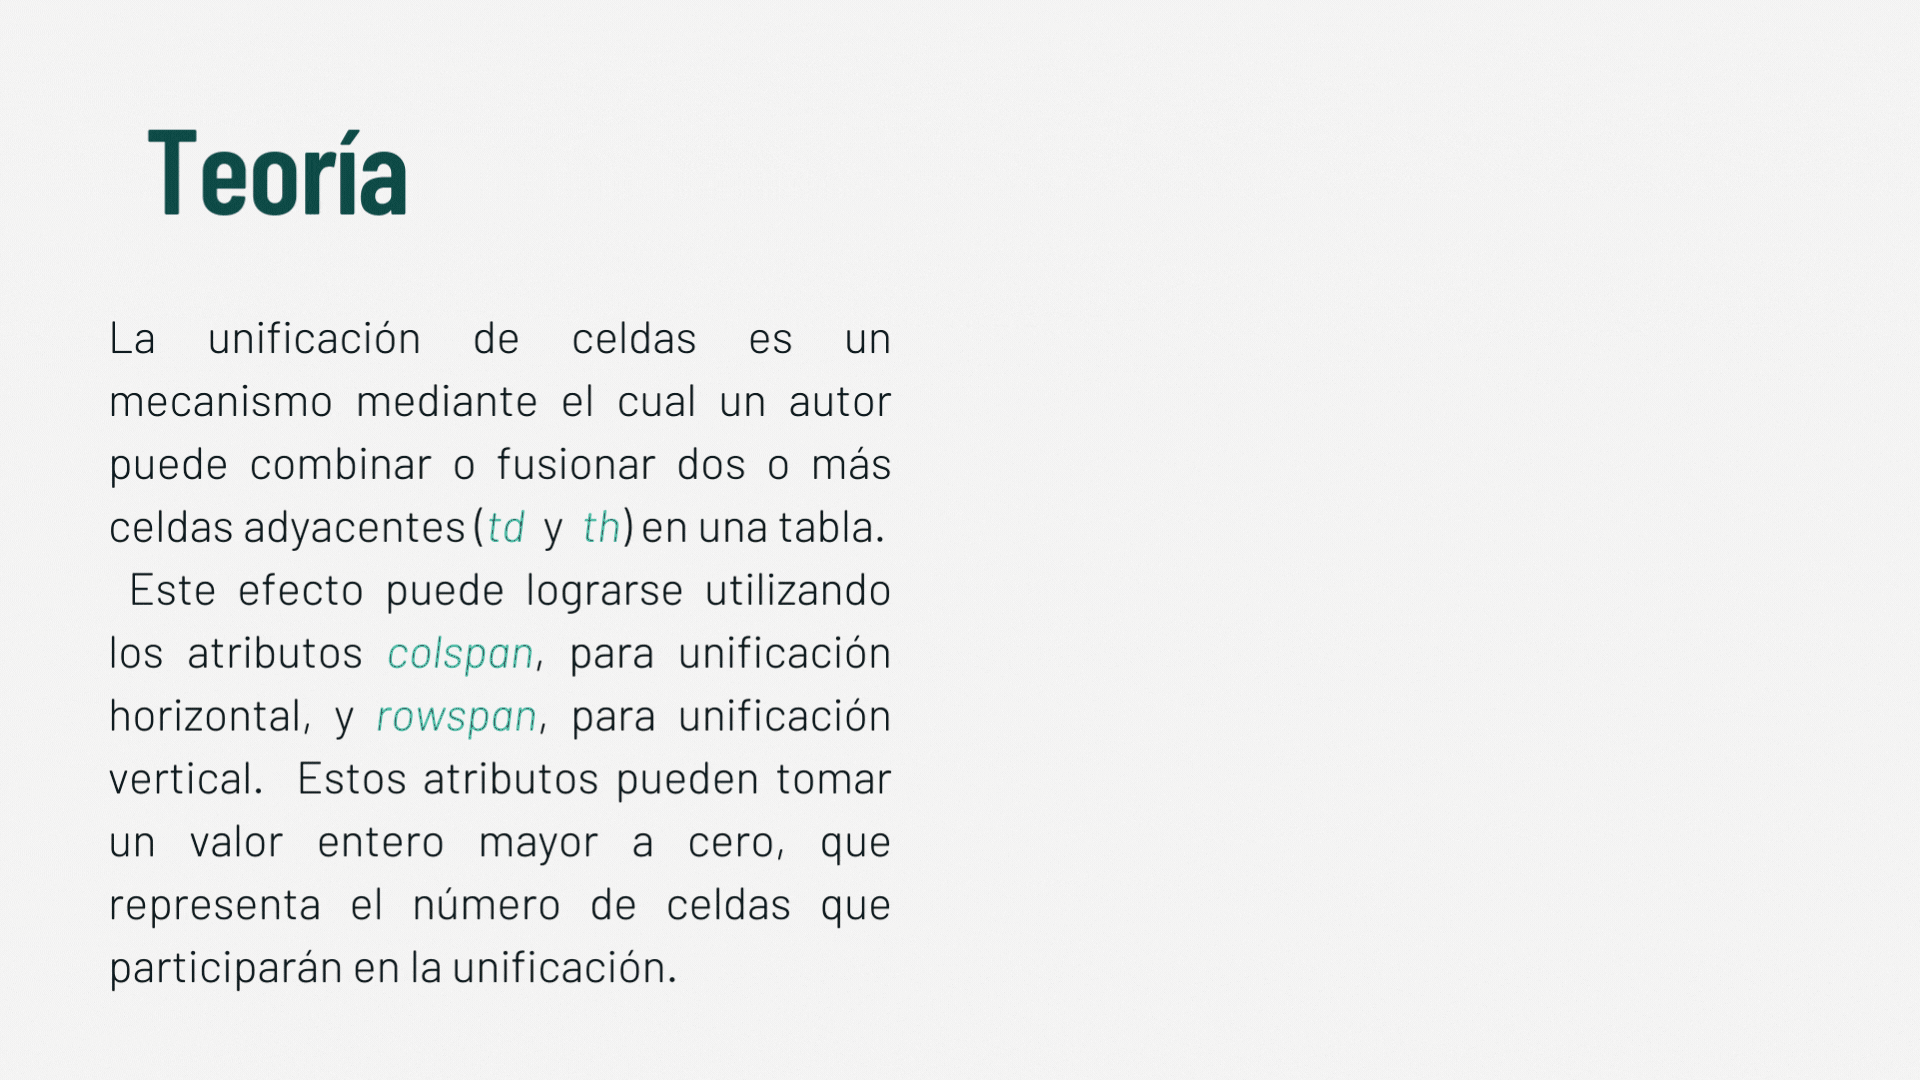 Teoría
La unificación de celdas es un
mecanismo mediante el cual un autor
puede combinar o fusionar dos o más
celdas adyacentes (td y th) en una tabla.
Este efecto puede lograrse utilizando
los atributos colspan, para unificación
horizontal, y rowspan, para unificación
vertical. Estos atributos pueden tomar
un valor entero mayor a cero, que
representa el número de celdas que
participarán en la unificación.